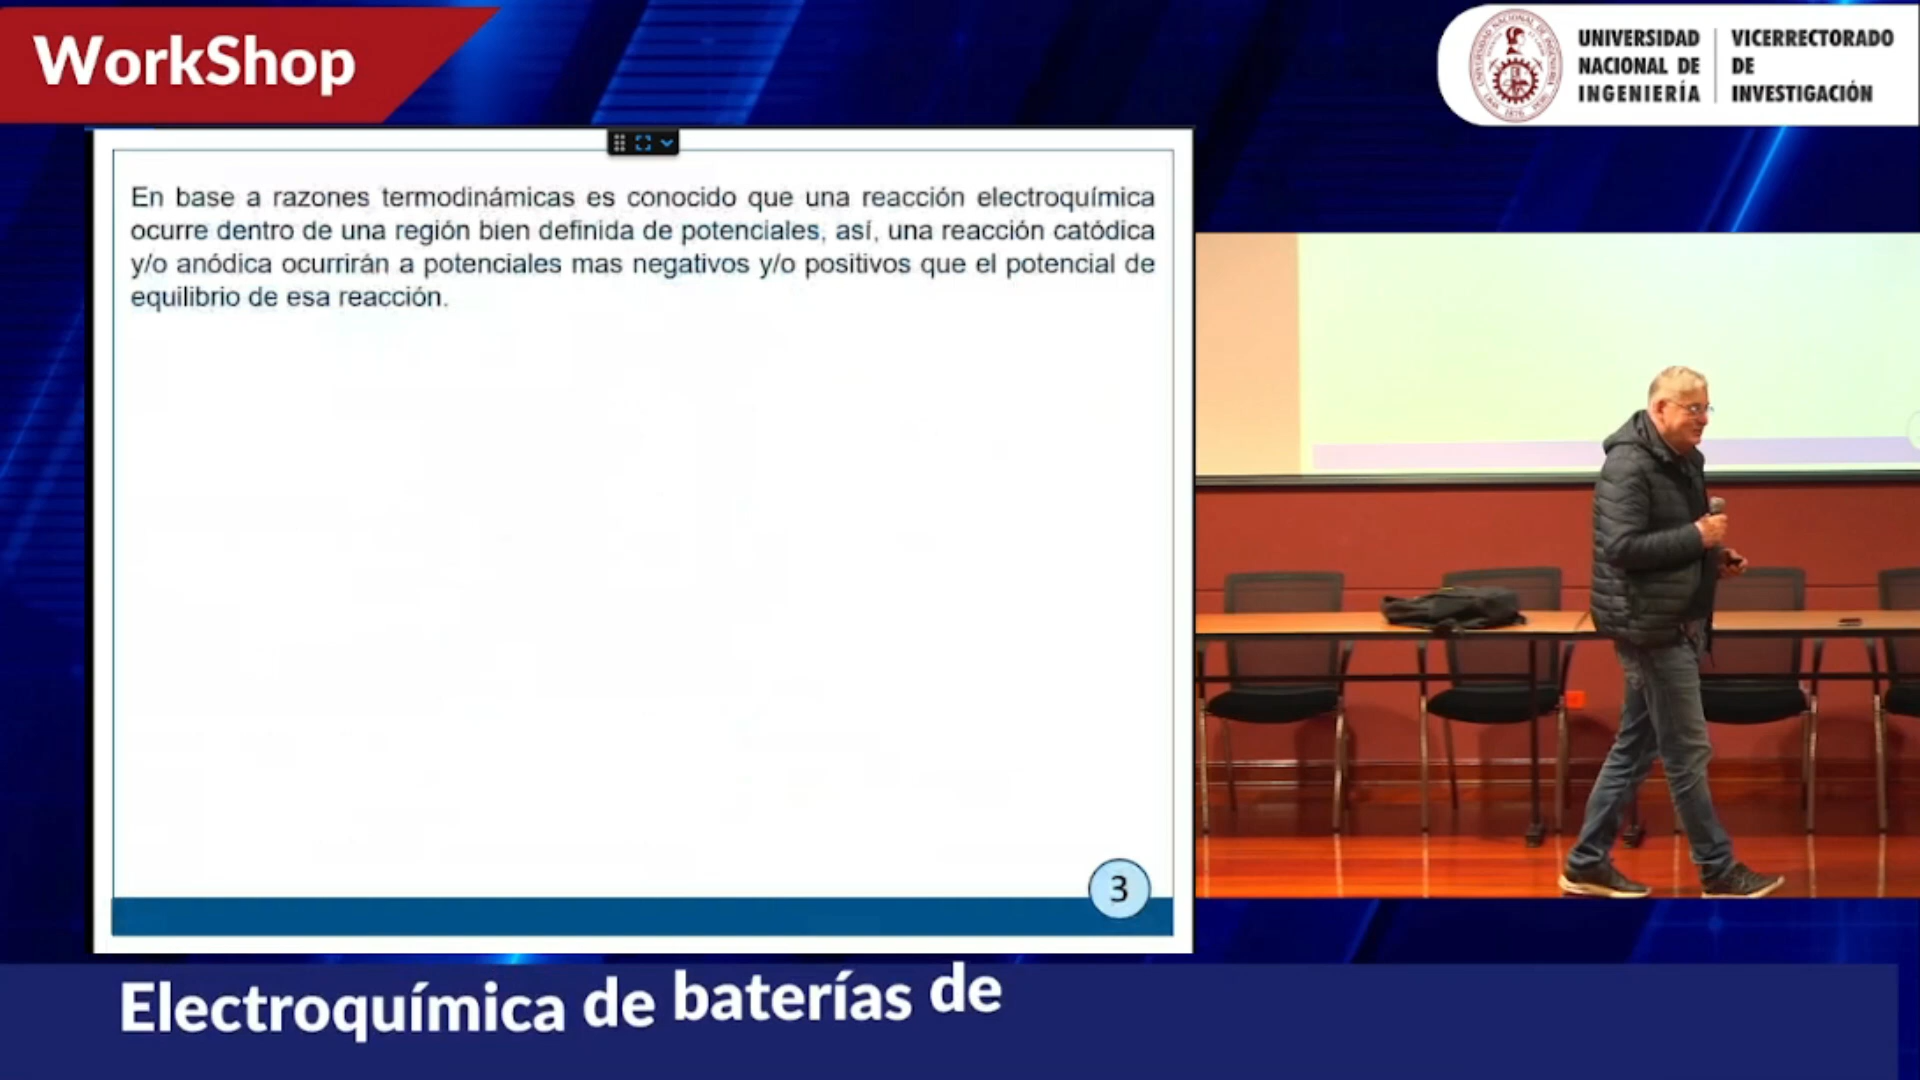 WorkShop
UNIVERSIDAD
NACIONAL DE
INGENIERÍA
VICERRECTORADO
DE
INVESTIGACIÓN
En base a razones termodinámicas es conocido que una reacción electroquímica
ocurre dentro de una región bien definida de potenciales, así, una reacción catódica
y/o anódica ocurrirán a potenciales mas negativos y/o positivos que el potencial de
equilibrio de esa reacción.
3
Electroquímica de baterías de